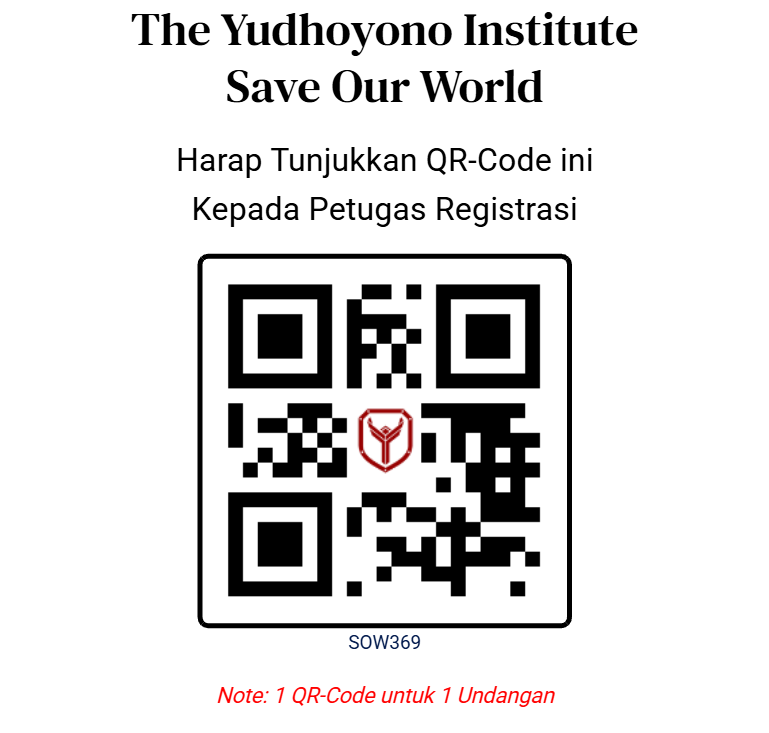 The Yudhoyono Institute
Save Our World
Harap Tunjukkan QR-Code ini
Kepada Petugas Registrasi
SOW369
Note: 1 QR-Code untuk 1 Undangan